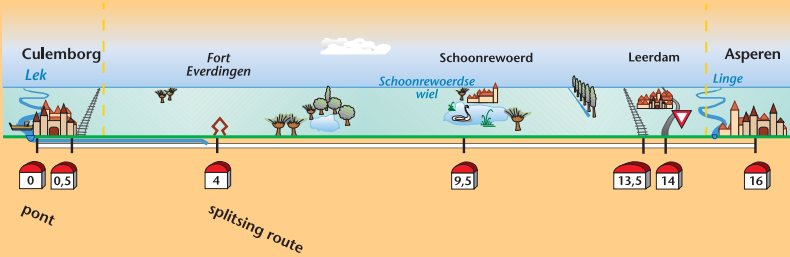 Culemborg
Lek
Fort
Everdingen
Schoonrewoerd
Schoonrewoerdse
wiel
Leerdam
Asperen
Linge
0
0,5
4
9,5
13,5
14
16
pont
splitsing route